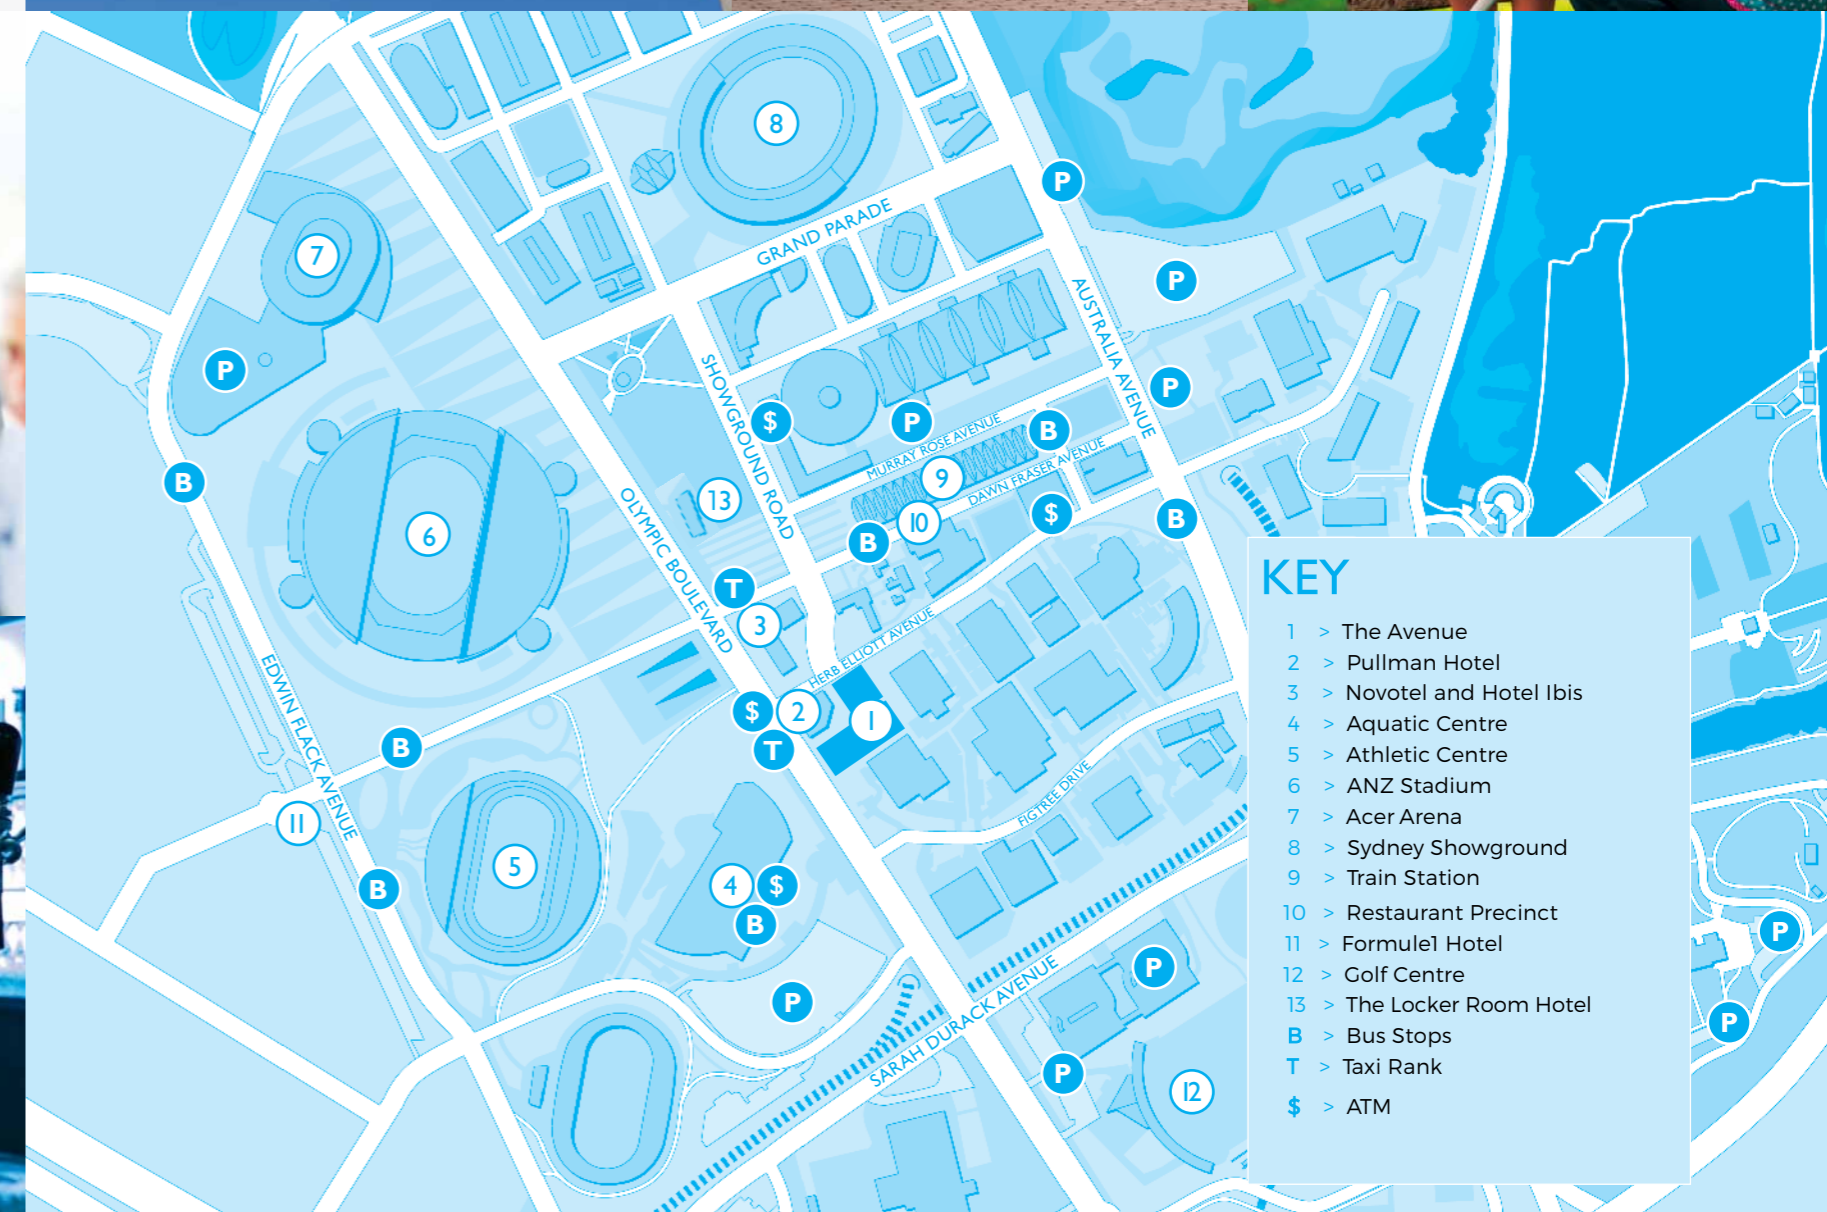 8
P
GRAND PARADE
7
P
AUSTRALIA AVENUE
P
P
SHOWGROUND ROAD
$
P
MURRAY ROSE AVENUE
B
DAWN FRASER AVENUE
9
B
13
OLYMPIC BOULEVARD
10
$
B
6
B
T
3
HERB ELLIOTT AVENUE
EDWIN FLACK AVENUE
$
2
1
T
B
11
FIGTREE DRIVE
5
B
4
$
B
P
SARAH DURACK AVENUE
P
P
12
P
P
KEY
1 > The Avenue
2 > Pullman Hotel
3 > Novotel and Hotel Ibis
4 > Aquatic Centre
5 > Athletic Centre
6 > ANZ Stadium
7 > Acer Arena
8 > Sydney Showground
9 > Train Station
10 > Restaurant Precinct
11 > Formule1 Hotel
12 > Golf Centre
13 > The Locker Room Hotel
B > Bus Stops
T > Taxi Rank
$ > ATM